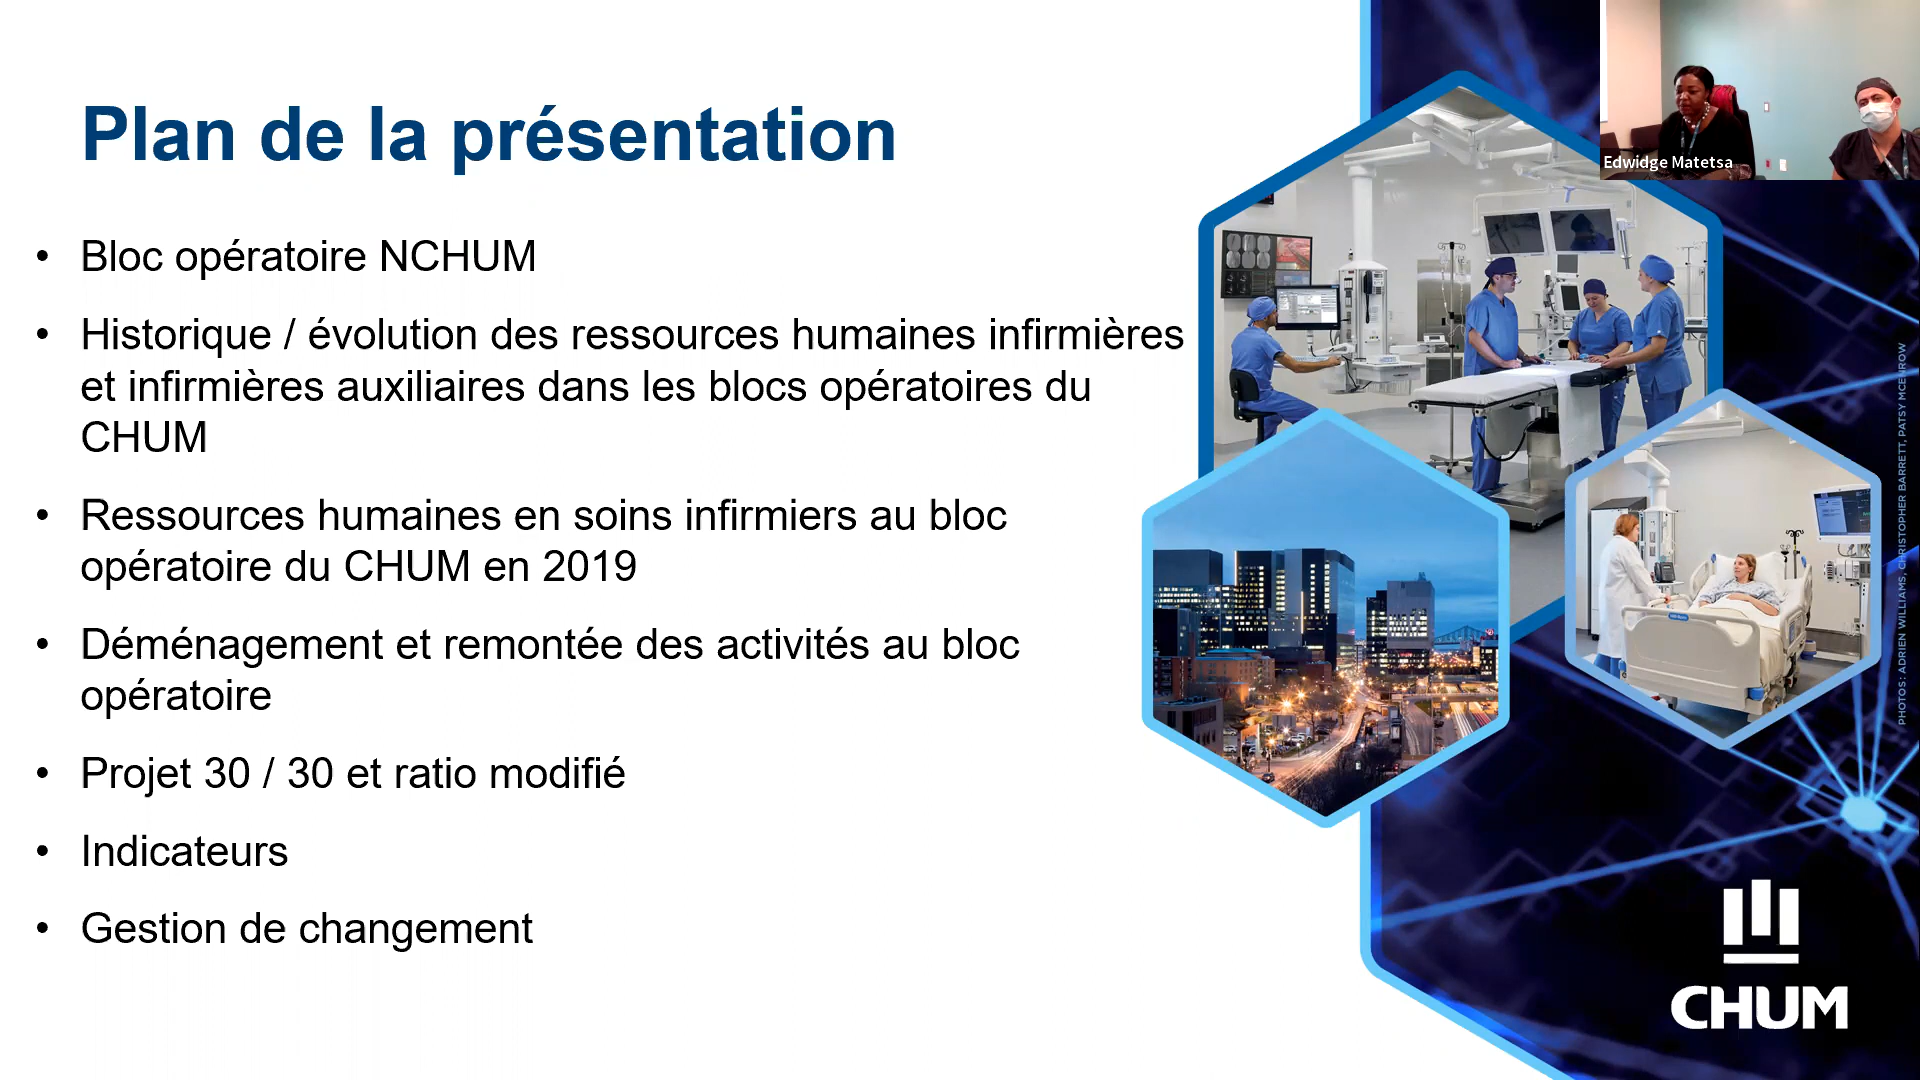 Plan de la présentation
• Bloc opératoire NCHUM
• Historique / évolution des ressources humaines infirmières
et infirmières auxiliaires dans les blocs opératoires du
CHUM
• Ressources humaines en soins infirmiers au bloc
opératoire du CHUM en 2019
• Déménagement et remontée des activités au bloc
opératoire
• Projet 30 / 30 et ratio modifié
• Indicateurs
• Gestion de changement
Edwidge Matetsa
PHOTOS : ADRIEN WILLIAMS, CHRISTOPHER BARRETT, PATSY MCENROW
CHUM